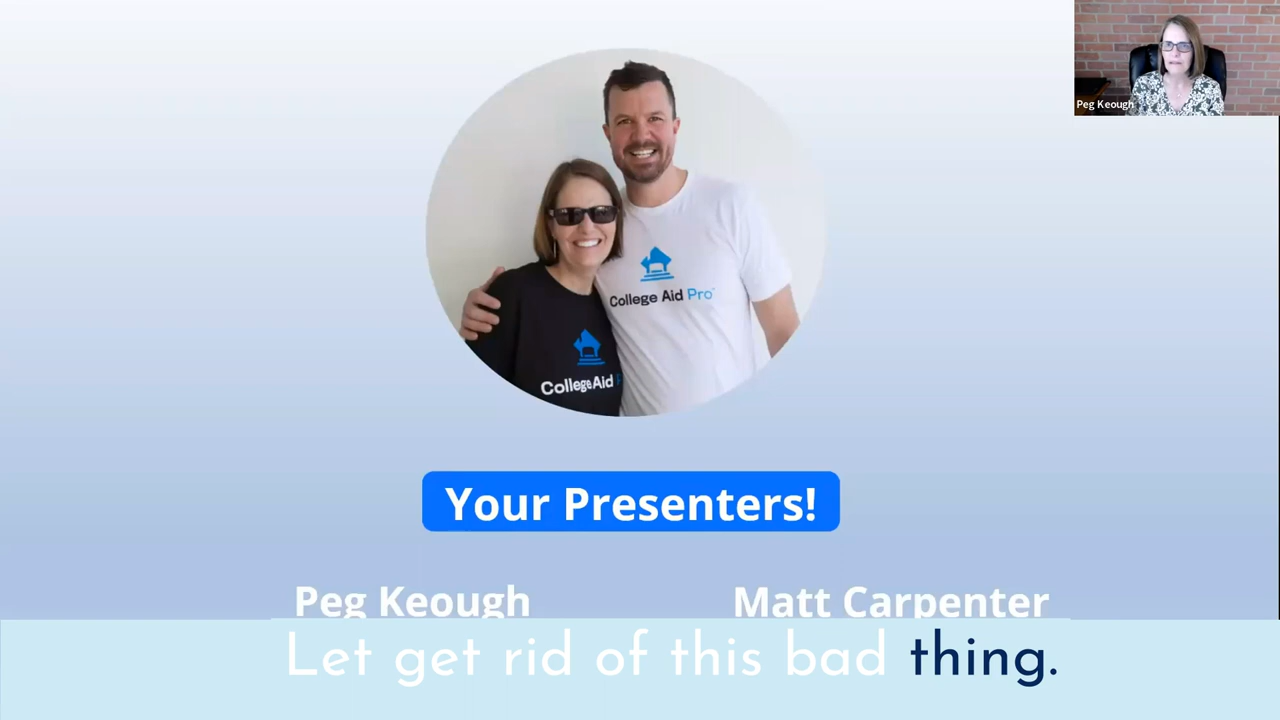 Peg Keough
College Aid Pro
College Aid P
Your Presenters!
Peg Keough
Matt Carpenter
Let get rid of this bad thing.